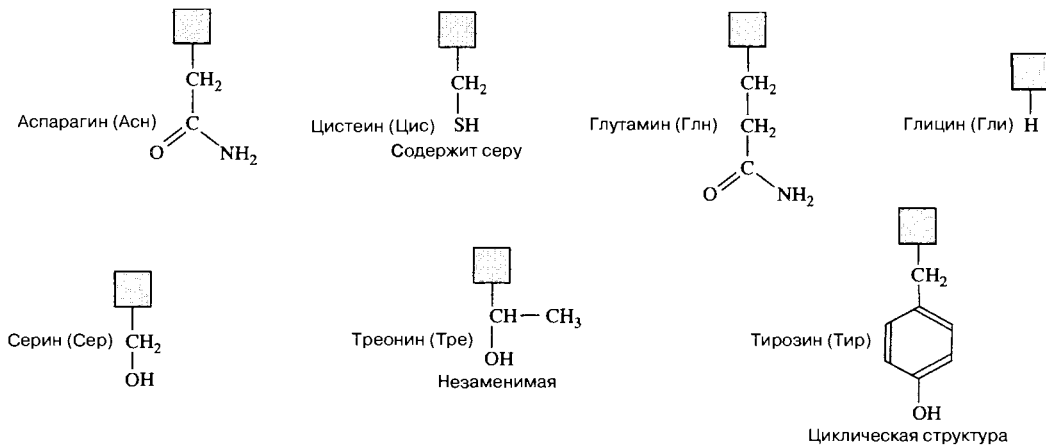 CH₂
Аспарагин (Асн)
C
O
NH₂
CH₂
Цистеин (Цис)
SH
Содержит серу
CH₂
CH₂
Глутамин (Глн)
C
O
NH₂
Глицин (Гли)
H
Серин (Сер)
CH₂
OH
CH—CH₃
Треонин (Тре)
OH
Незаменимая
CH₂
Тирозин (Тир)
OH
Циклическая структура